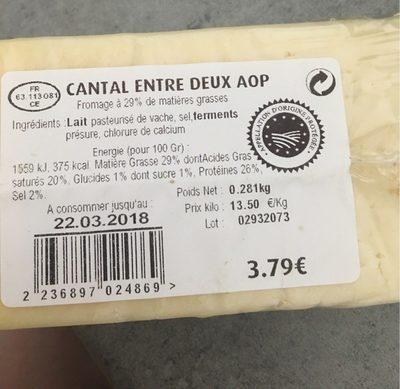 FR
63.113.081
CE
CANTAL ENTRE DEUX AOP
Fromage à 29% de matières grasses
Ingrédients :Lait pasteurisé de vache, sel,ferments
présure, chlorure de calcium
APPELLATION D'ORIGINE PROTÉGÉE
Energie (pour 100 Gr) :
1559 kJ, 375 kcal. Matière Grasse 29% dontAcides Gras
saturés 20%, Glucides 1% dont sucre 1%, Protéines 26%,
Sel 2%.
A consommer jusqu'au :
22.03.2018
Poids Net : 0.281kg
Prix kilo : 13.50 €/Kg
Lot : 02932073
3.79€
2 236897 024869 >